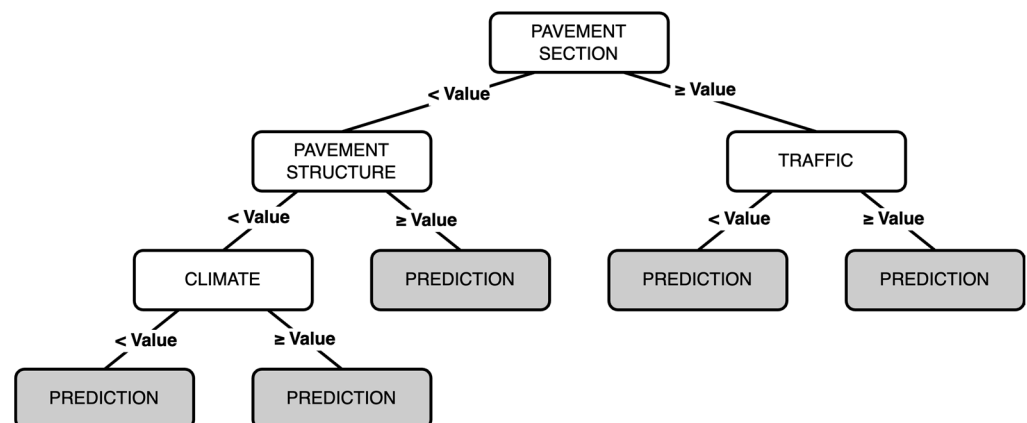 PAVEMENT
SECTION
< Value
≥ Value
PAVEMENT
STRUCTURE
TRAFFIC
< Value
≥ Value
< Value
≥ Value
CLIMATE
PREDICTION
PREDICTION
PREDICTION
< Value
≥ Value
PREDICTION
PREDICTION